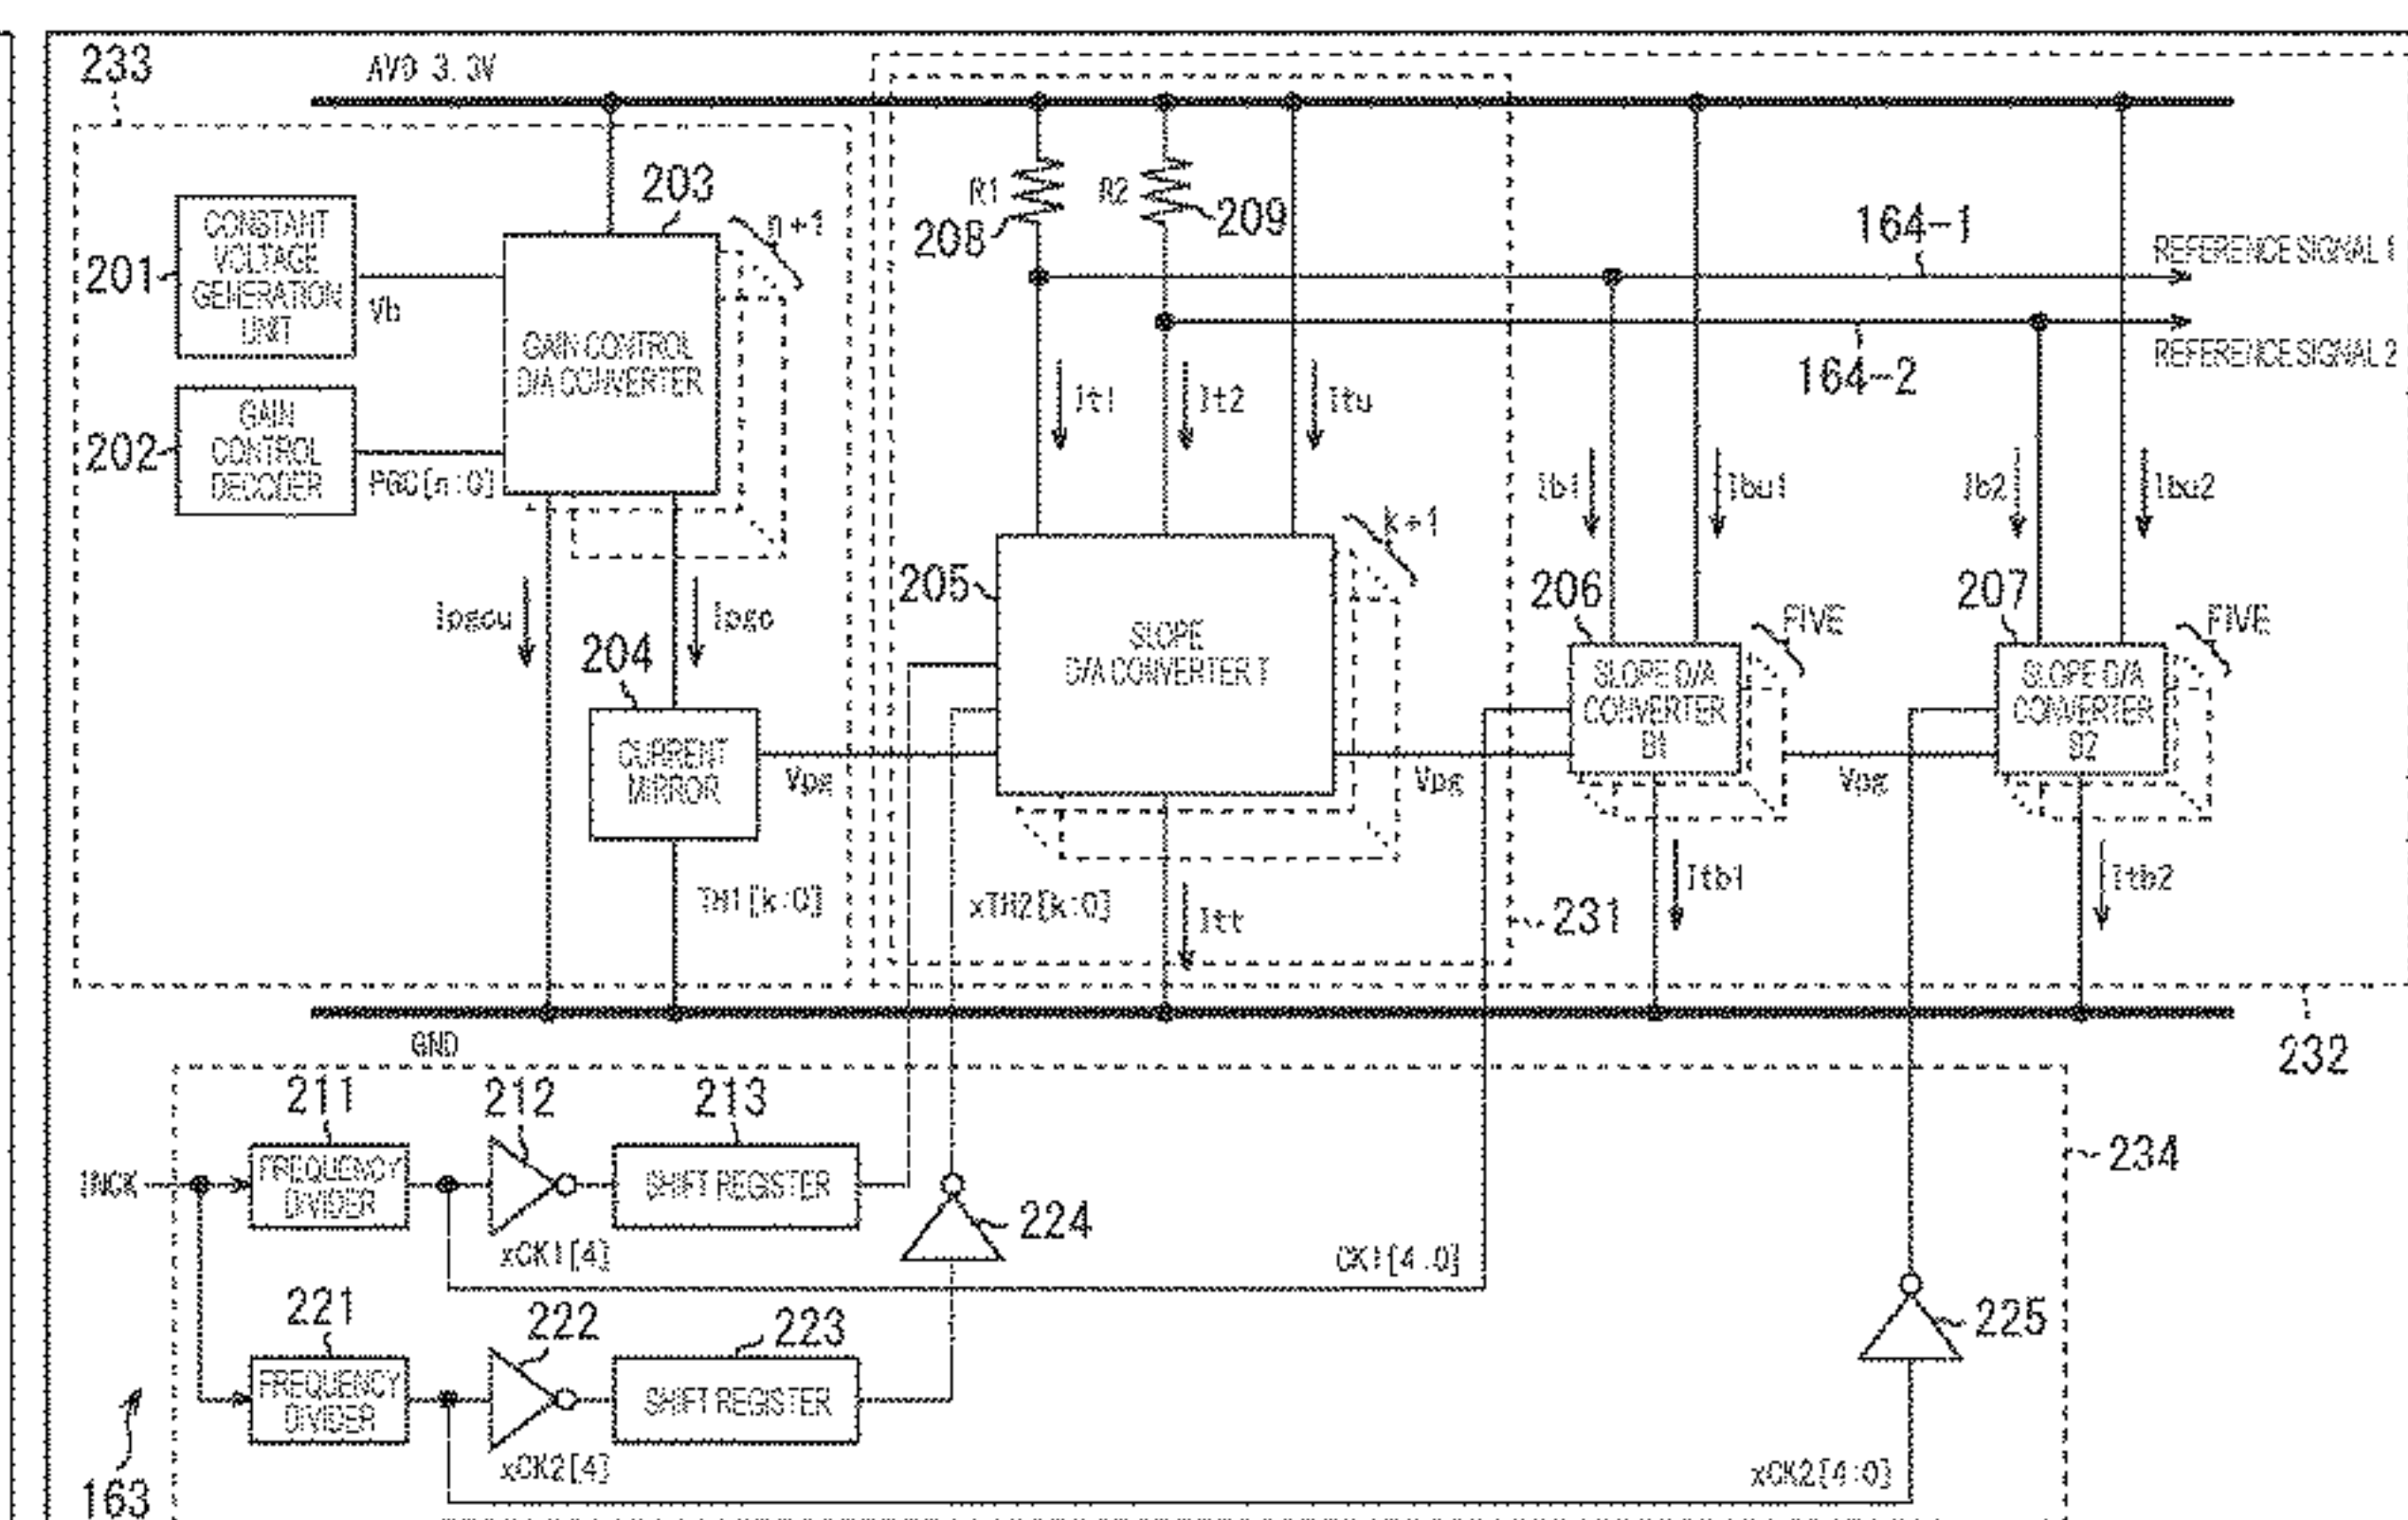 233
AVD 3.3V
203
n+1
CONSTANT
VOLTAGE
GENERATION
UNIT
201
Vb
GAIN CONTROL
D/A CONVERTER
GAIN
CONTROL
DECODER
202
PGC[n:0]
R1
208
R2
209
164-1
REFERENCE SIGNAL 1
164-2
REFERENCE SIGNAL 2
It1
It2
Itu
Ib1
Ibu1
Ib2
Ibu2
k+1
205
SLOPE
D/A CONVERTER T
206
FIVE
SLOPE D/A
CONVERTER
B1
207
FIVE
SLOPE D/A
CONVERTER
B2
Ipgcu
Ipgc
204
CURRENT
MIRROR
Vpg
Vpg
Vpg
TH1[k:0]
xTH2[k:0]
Itt
231
Itb1
Itb2
GND
232
211
212
213
INCK
FREQUENCY
DIVIDER
SHIFT REGISTER
xCK1[4]
224
CK1[4:0]
234
221
222
223
FREQUENCY
DIVIDER
SHIFT REGISTER
xCK2[4]
225
xCK2[4:0]
163